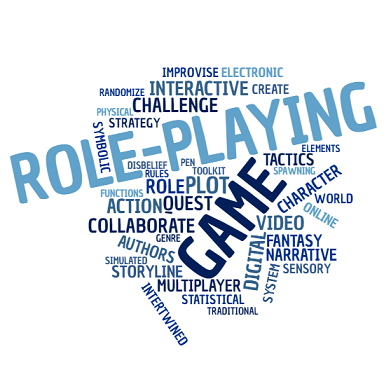 IMPROVISE ELECTRONIC
RANDOMIZE INTERACTIVE CREATE
PHYSICAL CHALLENGE
SYMBOLIC STRATEGY
ROLE-PLAYING
ELEMENTS
DISBELIEF PEN TACTICS
RULES TOOLKIT SPAWNING
FUNCTIONS ROLE PLOT CHARACTER WORLD
ACTION QUEST GAME ONLINE
COLLABORATE VIDEO
GENRE DIGITAL FANTASY
AUTHORS NARRATIVE
SIMULATED SYSTEM SENSORY
STORYLINE
MULTIPLAYER
INTERTWINED STATISTICAL
TRADITIONAL